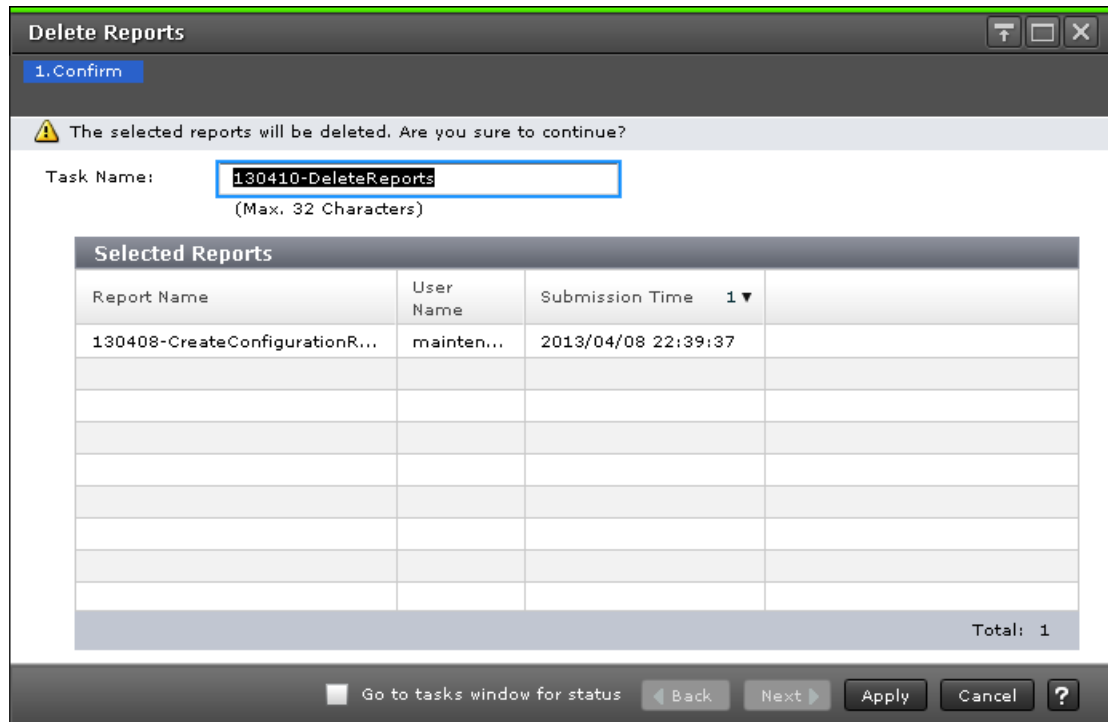 Delete Reports
1.Confirm
The selected reports will be deleted. Are you sure to continue?
Task Name: 130410-DeleteReports
(Max. 32 Characters)
Selected Reports
Report Name User Name Submission Time 1▼
130408-CreateConfigurationR... mainten... 2013/04/08 22:39:37
Total: 1
Go to tasks window for status Back Next Apply Cancel ?